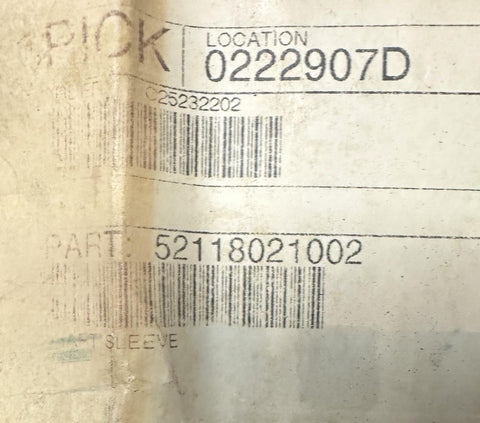 PICK
LOCATION
0222907D
C25232202
PART: 52118021002
SLEEVE